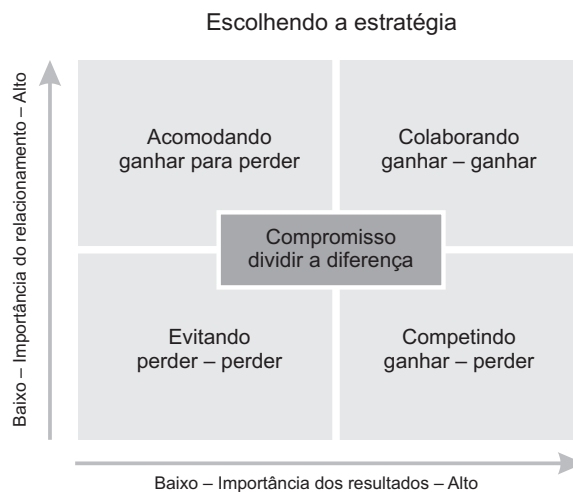 Escolhendo a estratégia
Baixo – Importância do relacionamento – Alto
Acomodando
ganhar para perder
Colaborando
ganhar – ganhar
Compromisso
dividir a diferença
Evitando
perder – perder
Competindo
ganhar – perder
Baixo – Importância dos resultados – Alto